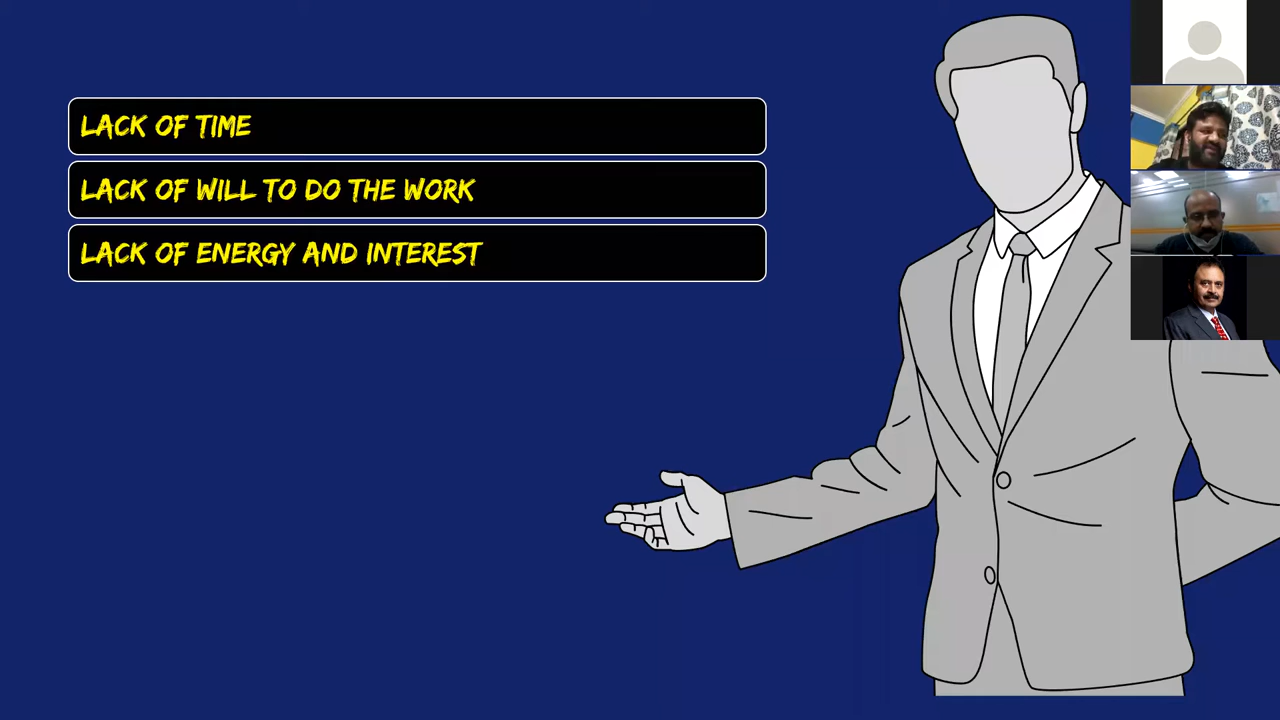 LACK OF TIME
LACK OF WILL TO DO THE WORK
LACK OF ENERGY AND INTEREST